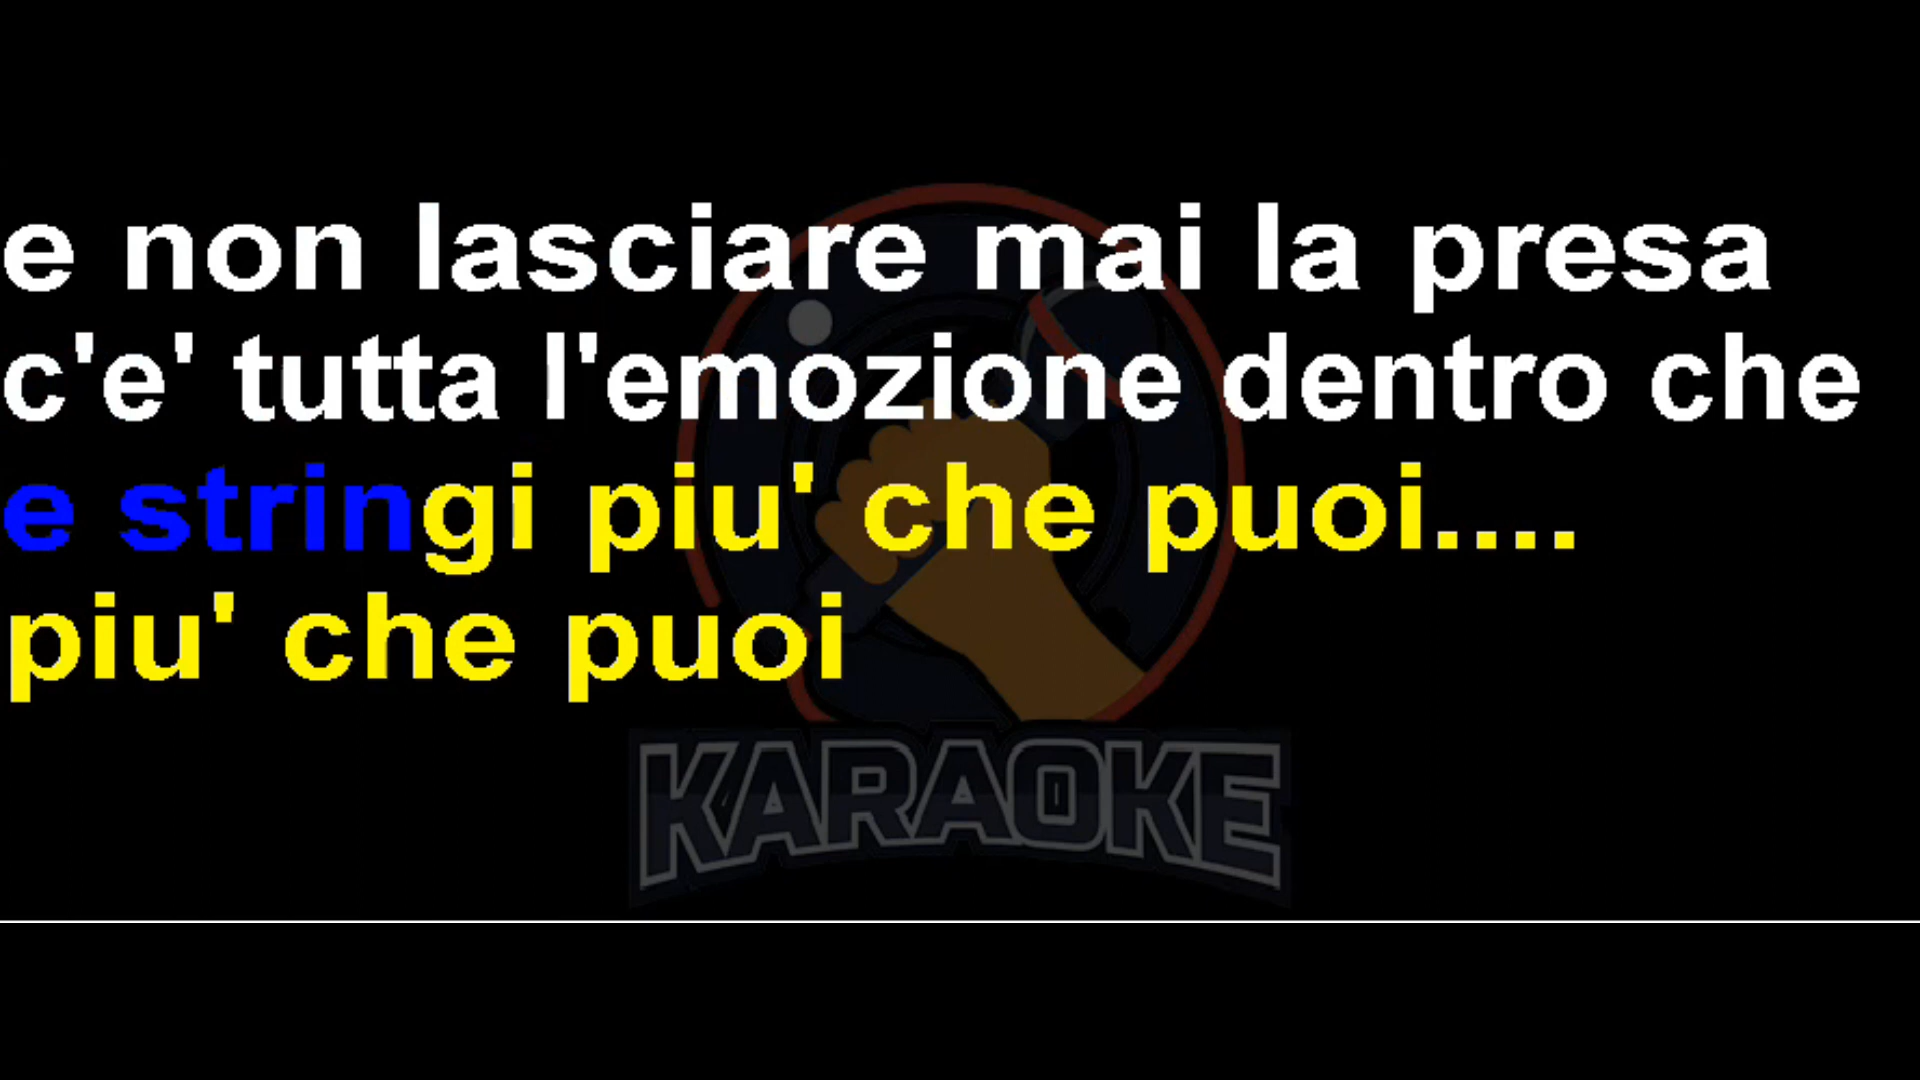 e non lasciare mai la presa
c'e' tutta l'emozione dentro che
e stringi piu' che puoi....
piu' che puoi
KARAOKE